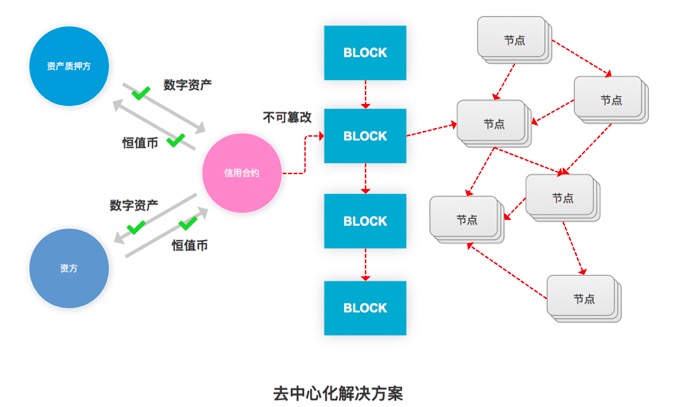 资产质押方
数字资产
恒值币
信用合约
数字资产
恒值币
资方
不可篡改
BLOCK
BLOCK
BLOCK
BLOCK
节点
节点
节点
节点
节点
节点
去中心化解决方案